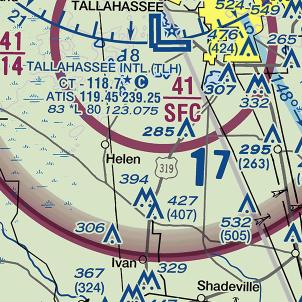 TALLAHASSEE
549
524
476
(424)
265
41
14
48
TALLAHASSEE INTL (TLH)
CT - 118.7 * C
ATIS 119.45 239.25
83 *L 80 123.075
41
SFC
307
332
285
Helen
319
17
295
(263)
394
427
(407)
532
(505)
306
Ivan
329
367
(324)
Shadeville